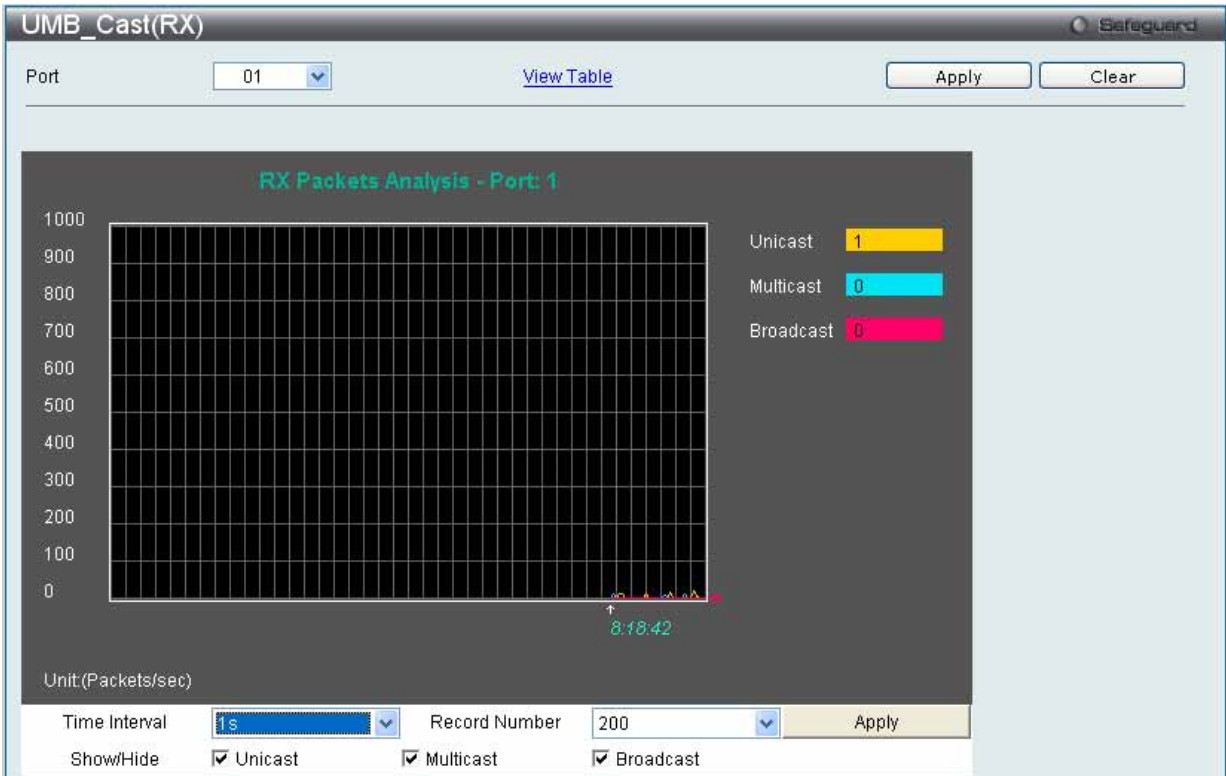 UMB_Cast(RX)
Safeguard
Port 01 View Table Apply Clear
RX Packets Analysis - Port: 1
1000
900
800
700
600
500
400
300
200
100
0
Unicast 1
Multicast 0
Broadcast 0
8:18:42
Unit:(Packets/sec)
Time Interval 1s Record Number 200 Apply
Show/Hide Unicast Multicast Broadcast